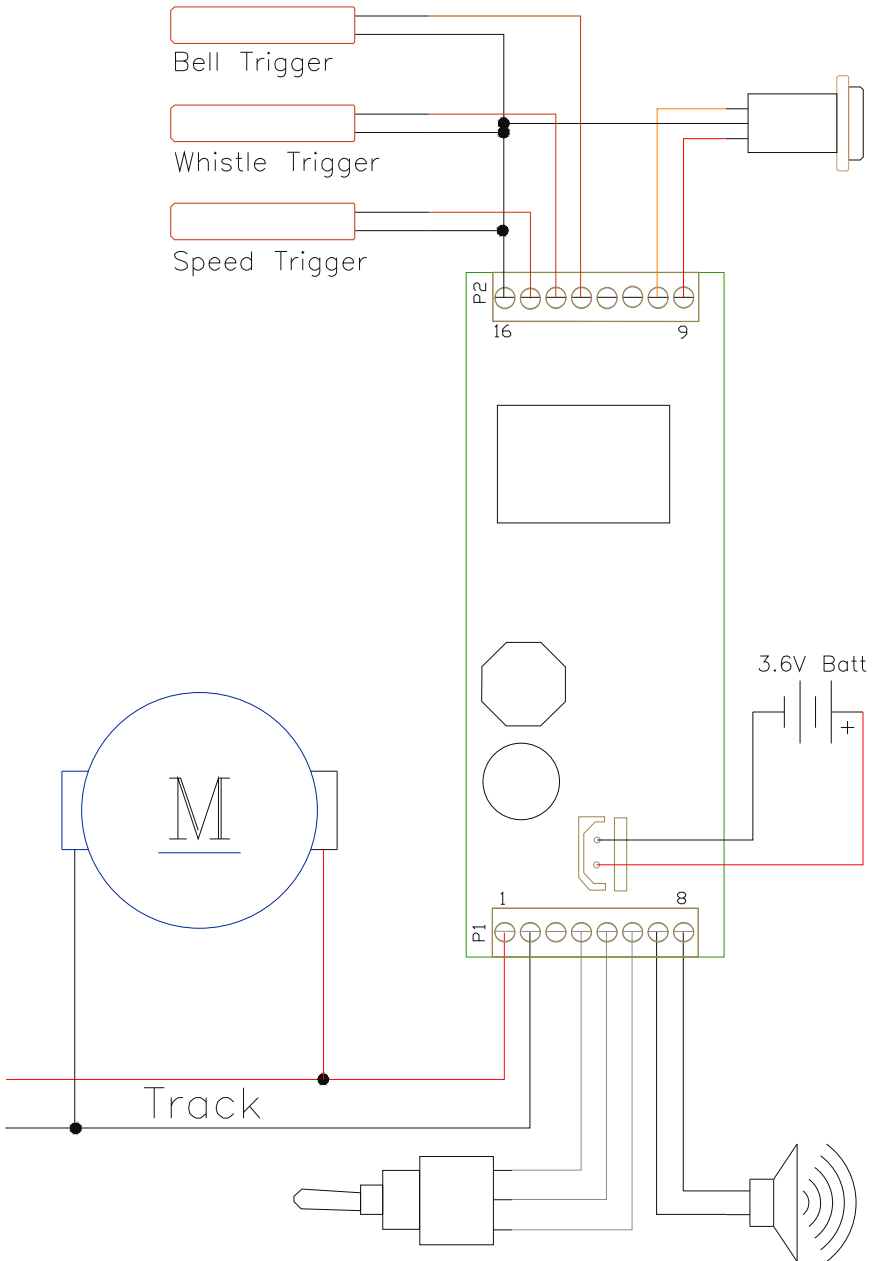 Bell Trigger
Whistle Trigger
Speed Trigger
P2
16
9
3.6V Batt
+
M
1
8
P1
Track